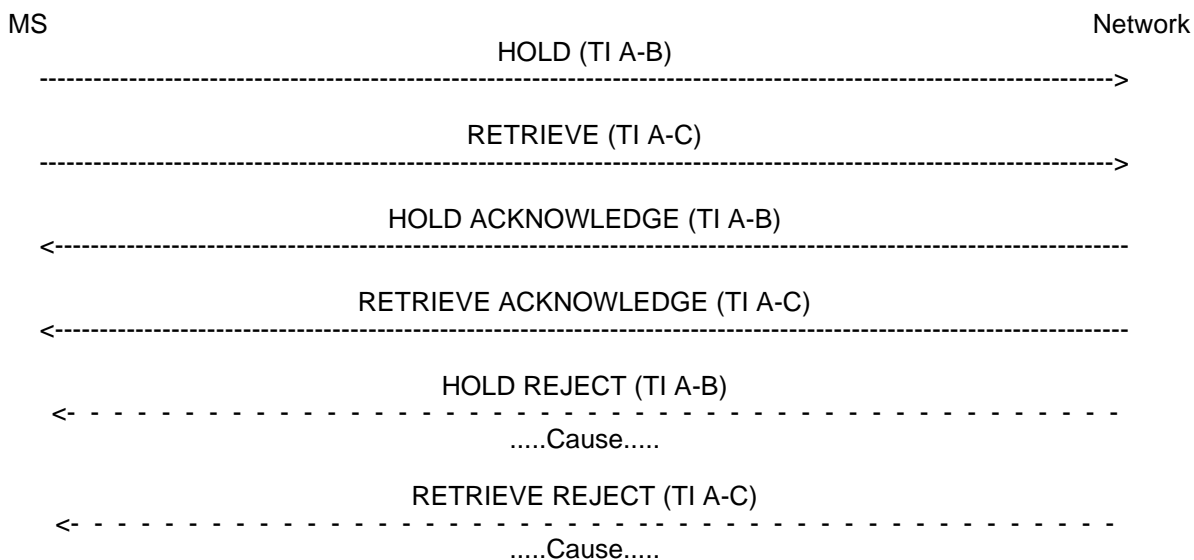 MS Network
HOLD (TI A-B)
------------------------------------------------------------------------------------------------------------------------>
RETRIEVE (TI A-C)
------------------------------------------------------------------------------------------------------------------------>
HOLD ACKNOWLEDGE (TI A-B)
<------------------------------------------------------------------------------------------------------------------------
RETRIEVE ACKNOWLEDGE (TI A-C)
<------------------------------------------------------------------------------------------------------------------------
HOLD REJECT (TI A-B)
<- - - - - - - - - - - - - - - - - - - - - - - - - - - - - - - - - - - - - - - - - - - - - - - - - - - - - - - - -
.....Cause.....
RETRIEVE REJECT (TI A-C)
<- - - - - - - - - - - - - - - - - - - - - - - - - - - - - -- - - - - - - - - - - - - - - - - - - - - - - - - - -
.....Cause.....